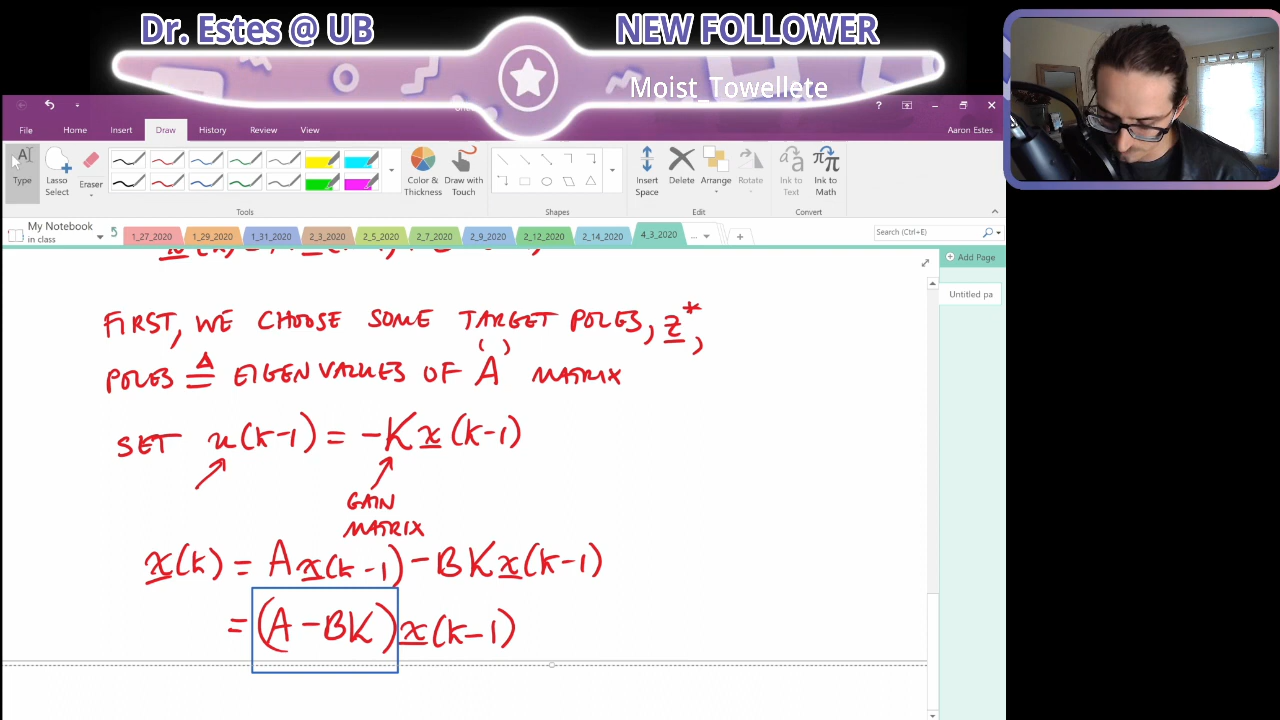 Dr. Estes @ UB
NEW FOLLOWER
Moist_Towellete
File Home Insert Draw History Review View
Aaron Estes
Type
Lasso Select
Eraser
Color & Thickness
Draw with Touch
Insert Space
Delete
Arrange
Rotate
Ink to Text
Ink to Math
Tools
Shapes
Edit
Convert
My Notebook
in class
1_27_2020 1_29_2020 1_31_2020 2_3_2020 2_5_2020 2_7_2020 2_9_2020 2_12_2020 2_14_2020 4_3_2020 ...
Search (Ctrl+E)
Add Page
Untitled pa
FIRST, WE CHOOSE SOME TARGET POLES, z*,
POLES ≜ EIGENVALUES OF "A" MATRIX
SET u(k-1) = -Kx(k-1)
GAIN
MATRIX
x(k) = Ax(k-1) - BKx(k-1)
= (A - BK)x(k-1)